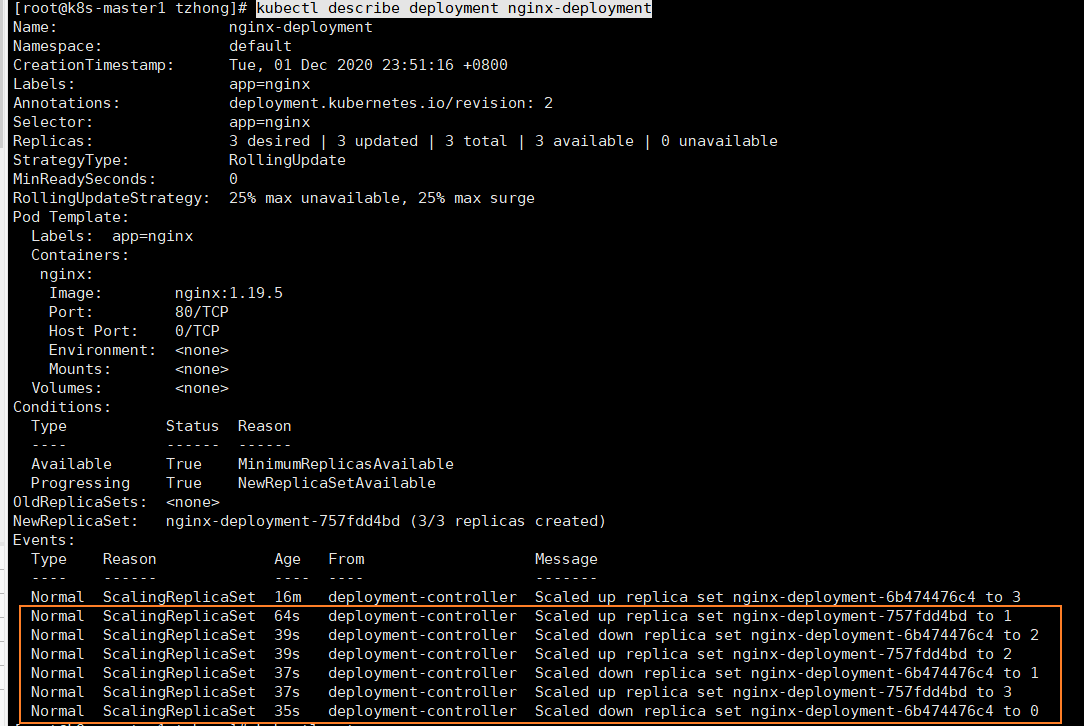 [root@k8s-master1 tzhong]# kubectl describe deployment nginx-deployment
Name:                   nginx-deployment
Namespace:              default
CreationTimestamp:      Tue, 01 Dec 2020 23:51:16 +0800
Labels:                 app=nginx
Annotations:            deployment.kubernetes.io/revision: 2
Selector:               app=nginx
Replicas:               3 desired | 3 updated | 3 total | 3 available | 0 unavailable
StrategyType:           RollingUpdate
MinReadySeconds:        0
RollingUpdateStrategy:  25% max unavailable, 25% max surge
Pod Template:
  Labels:  app=nginx
  Containers:
   nginx:
    Image:        nginx:1.19.5
    Port:         80/TCP
    Host Port:    0/TCP
    Environment:  <none>
    Mounts:       <none>
  Volumes:        <none>
Conditions:
  Type           Status  Reason
  ----           ------  ------
  Available      True    MinimumReplicasAvailable
  Progressing    True    NewReplicaSetAvailable
OldReplicaSets:  <none>
NewReplicaSet:   nginx-deployment-757fdd4bd (3/3 replicas created)
Events:
  Type    Reason             Age   From                   Message
  ----    ------             ----  ----                   -------
  Normal  ScalingReplicaSet  16m   deployment-controller  Scaled up replica set nginx-deployment-6b474476c4 to 3
  Normal  ScalingReplicaSet  64s   deployment-controller  Scaled up replica set nginx-deployment-757fdd4bd to 1
  Normal  ScalingReplicaSet  39s   deployment-controller  Scaled down replica set nginx-deployment-6b474476c4 to 2
  Normal  ScalingReplicaSet  39s   deployment-controller  Scaled up replica set nginx-deployment-757fdd4bd to 2
  Normal  ScalingReplicaSet  37s   deployment-controller  Scaled down replica set nginx-deployment-6b474476c4 to 1
  Normal  ScalingReplicaSet  37s   deployment-controller  Scaled up replica set nginx-deployment-757fdd4bd to 3
  Normal  ScalingReplicaSet  35s   deployment-controller  Scaled down replica set nginx-deployment-6b474476c4 to 0